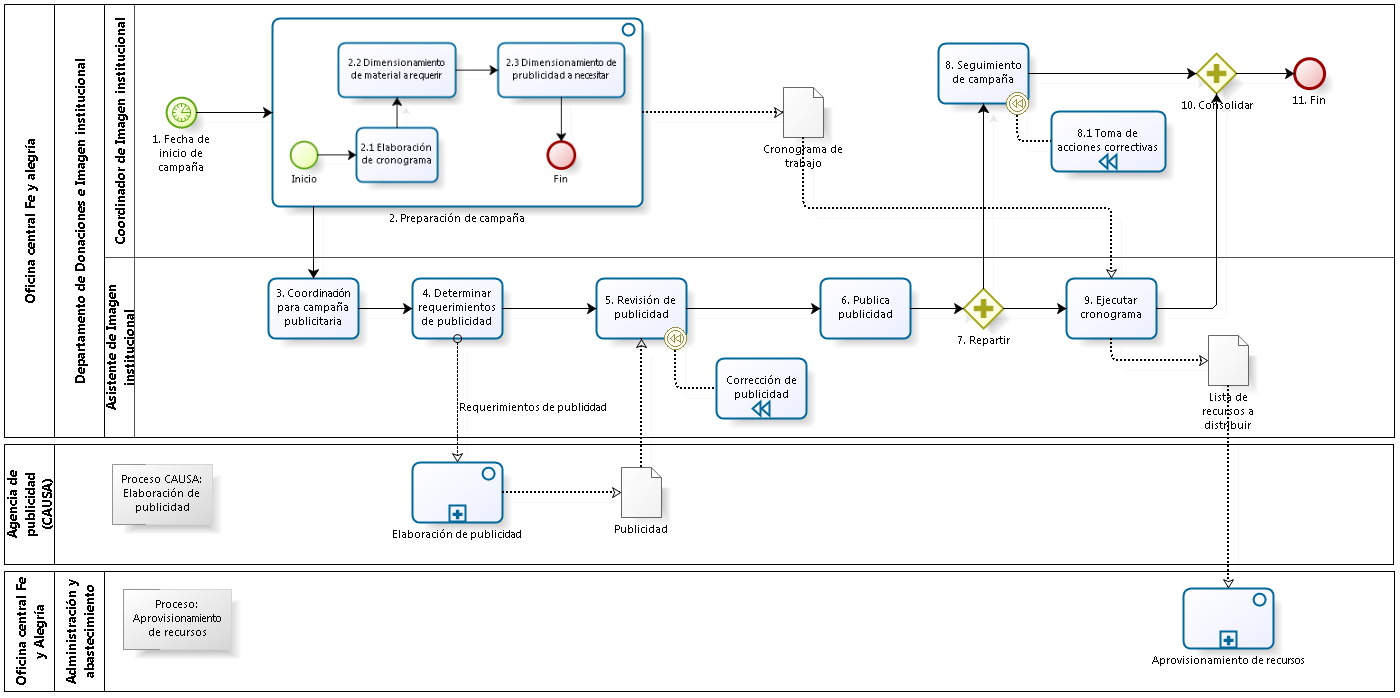 Oficina central Fe y alegría
Departamento de Donaciones e Imagen institucional
Coordinador de Imagen institucional
1. Fecha de
inicio de
campaña
2.2 Dimensionamiento
de material a requerir
2.3 Dimensionamiento de
prublicidad a necesitar
2.1 Elaboración
de cronograma
Inicio
Fin
2. Preparación de campaña
Cronograma de
trabajo
8. Seguimiento
de campaña
8.1 Toma de
acciones correctivas
10. Consolidar
11. Fin
Asistente de Imagen
institucional
3. Coordinación
para campaña
publicitaria
4. Determinar
requerimientos
de publicidad
5. Revisión de
publicidad
6. Publica
publicidad
7. Repartir
9. Ejecutar
cronograma
Corrección de
publicidad
Requerimientos de publicidad
Lista de
recursos a
distribuir
Agencia de
publicidad
(CAUSA)
Proceso CAUSA:
Elaboración de
publicidad
Elaboración de publicidad
Publicidad
Oficina central Fe
y Alegría
Administración y
abastecimiento
Proceso:
Aprovisionamiento
de recursos
Aprovisionamiento de recursos